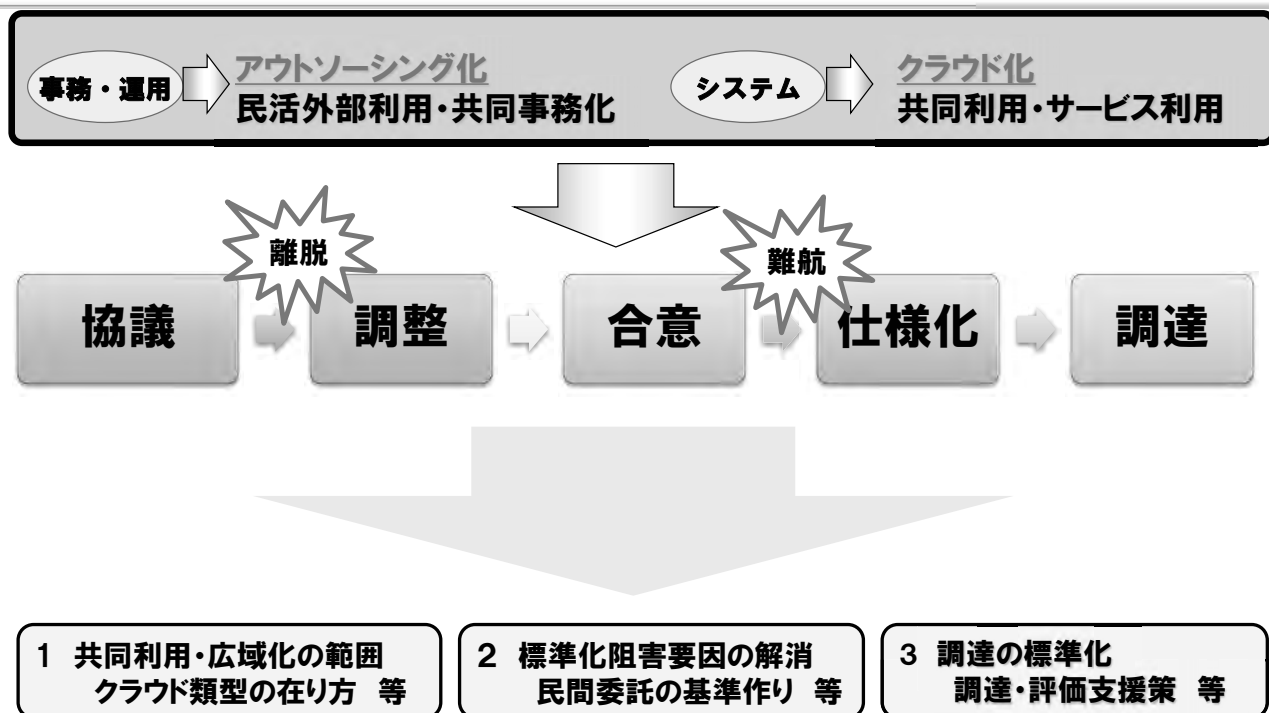 事務・運用
アウトソーシング化
民活外部利用・共同事務化
システム
クラウド化
共同利用・サービス利用
離脱
難航
協議
調整
合意
仕様化
調達
1 共同利用・広域化の範囲
クラウド類型の在り方 等
2 標準化阻害要因の解消
民間委託の基準作り 等
3 調達の標準化
調達・評価支援策 等